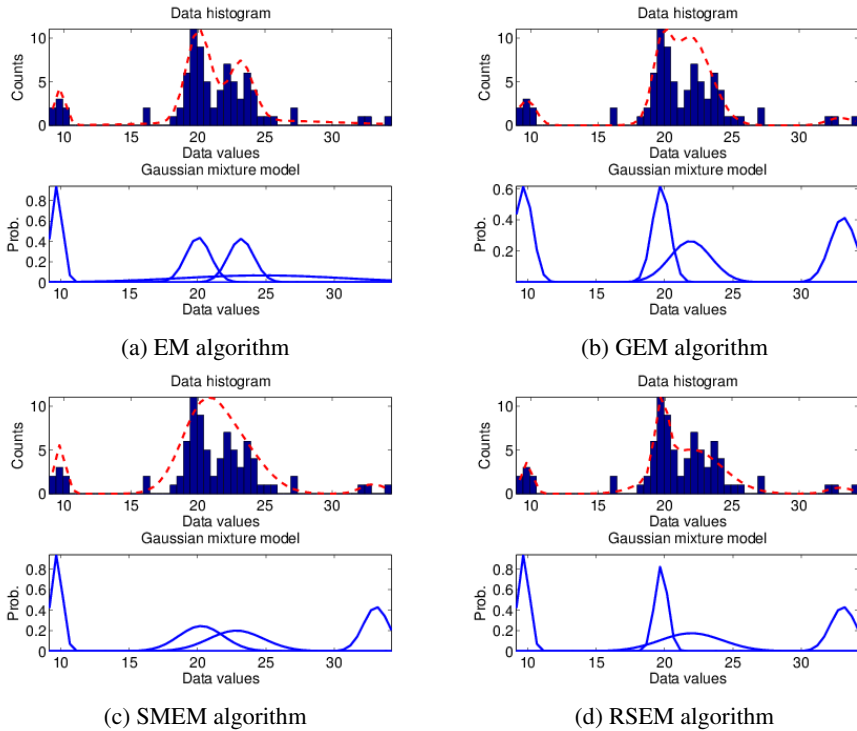 Data histogram
Counts
10
5
0
10 15 20 25 30
Data values
Gaussian mixture model
Prob.
0.8
0.6
0.4
0.2
0
10 15 20 25 30
Data values
(a) EM algorithm
Data histogram
Counts
10
5
0
10 15 20 25 30
Data values
Gaussian mixture model
Prob.
0.6
0.4
0.2
10 15 20 25 30
Data values
(b) GEM algorithm
Data histogram
Counts
10
5
0
10 15 20 25 30
Data values
Gaussian mixture model
Prob.
0.8
0.6
0.4
0.2
0
10 15 20 25 30
Data values
(c) SMEM algorithm
Data histogram
Counts
10
5
0
10 15 20 25 30
Data values
Gaussian mixture model
Prob.
0.8
0.6
0.4
0.2
0
10 15 20 25 30
Data values
(d) RSEM algorithm